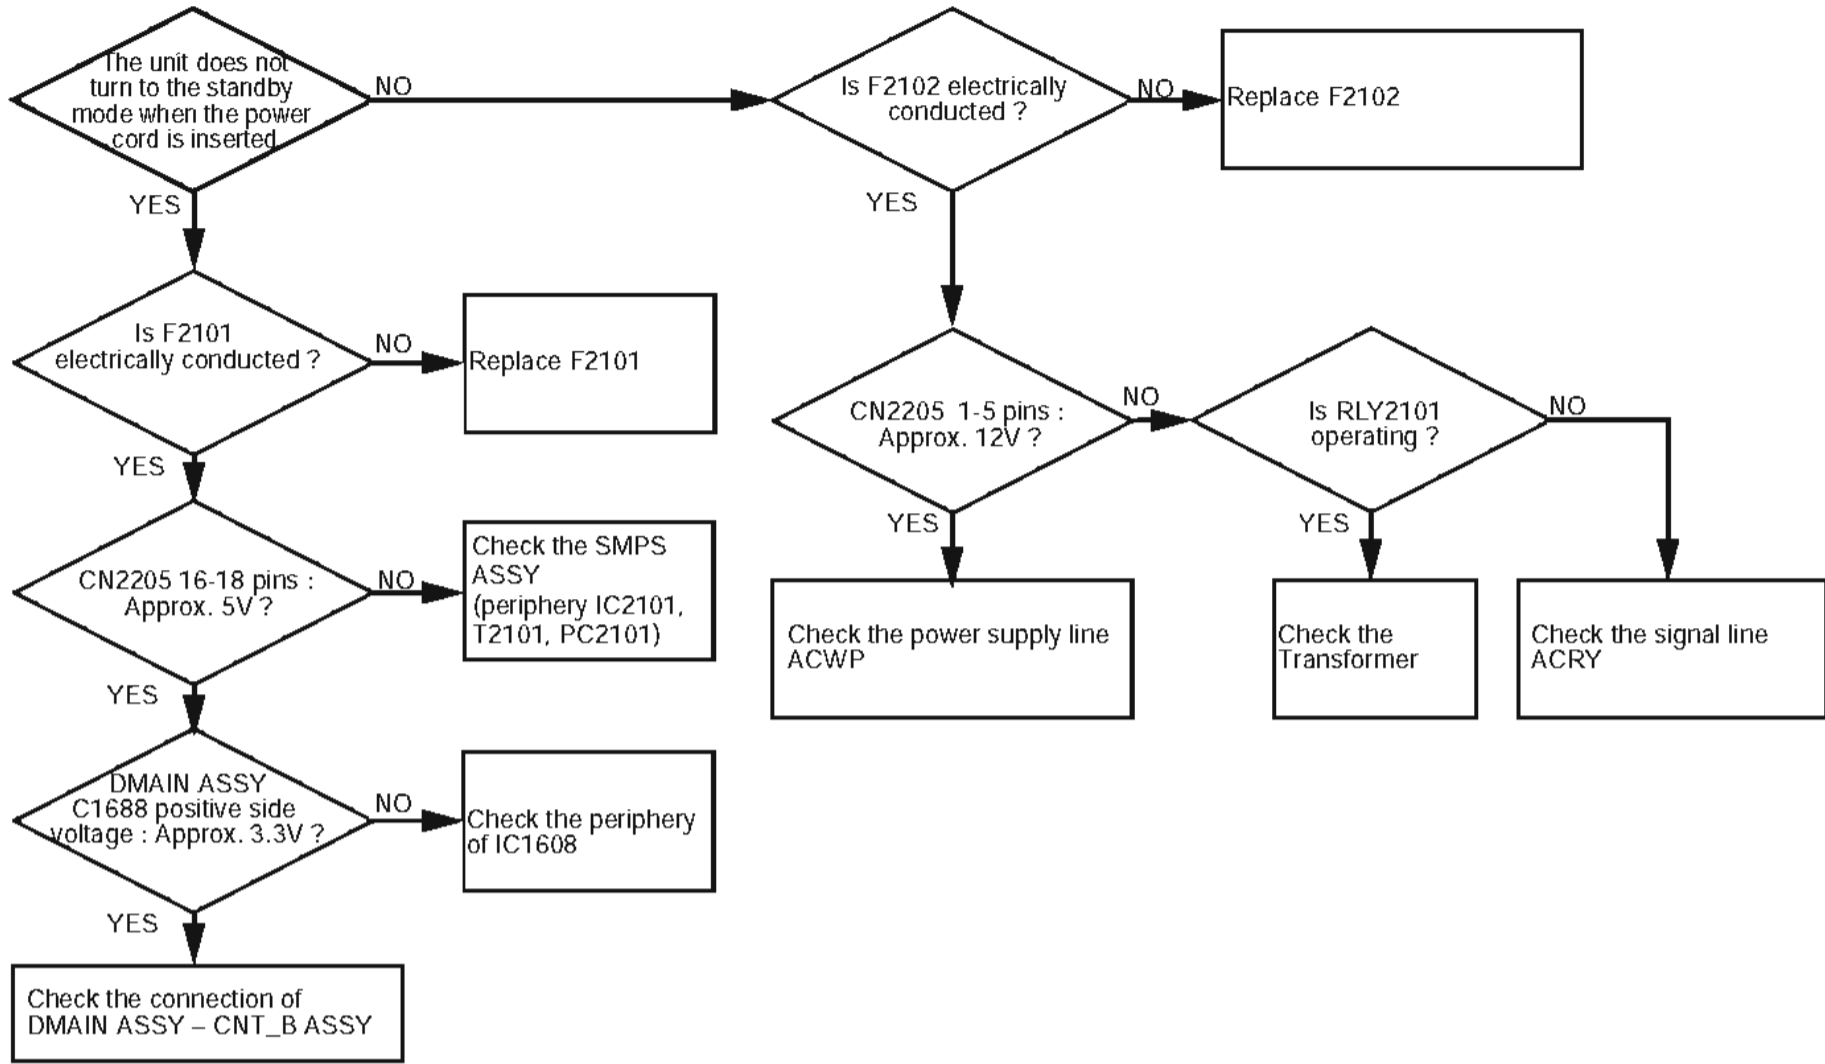 The unit does not
turn to the standby
mode when the power
cord is inserted
NO
YES
Is F2102 electrically
conducted ?
NO
YES
Replace F2102
Is F2101
electrically conducted ?
NO
YES
Replace F2101
CN2205 1-5 pins :
Approx. 12V ?
NO
YES
Is RLY2101
operating ?
NO
YES
CN2205 16-18 pins :
Approx. 5V ?
NO
YES
Check the SMPS
ASSY
(periphery IC2101,
T2101, PC2101)
Check the power supply line
ACWP
Check the
Transformer
Check the signal line
ACRY
DMAIN ASSY
C1688 positive side
voltage : Approx. 3.3V ?
NO
YES
Check the periphery
of IC1608
Check the connection of
DMAIN ASSY – CNT_B ASSY